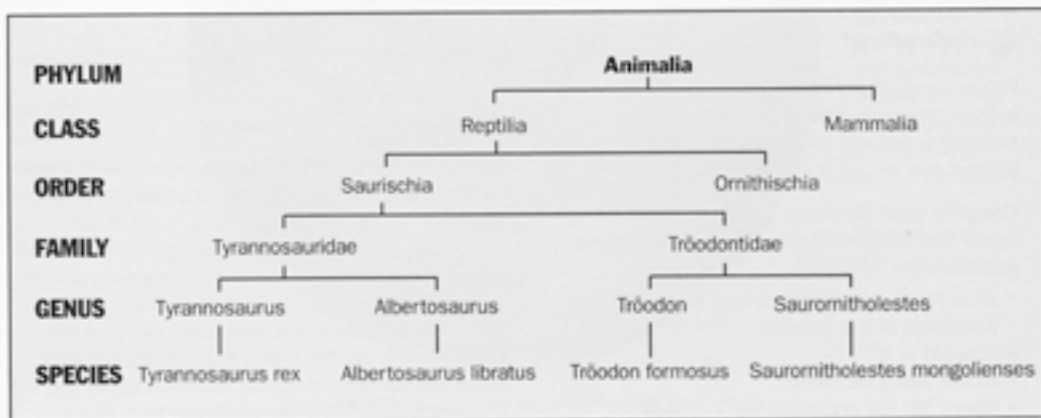 PHYLUM Animalia
CLASS Reptilia Mammalia
ORDER Saurischia Ornithischia
FAMILY Tyrannosauridae Tröodontidae
GENUS Tyrannosaurus Albertosaurus Tröodon Saurornitholestes
SPECIES Tyrannosaurus rex Albertosaurus libratus Tröodon formosus Saurornitholestes mongolienses